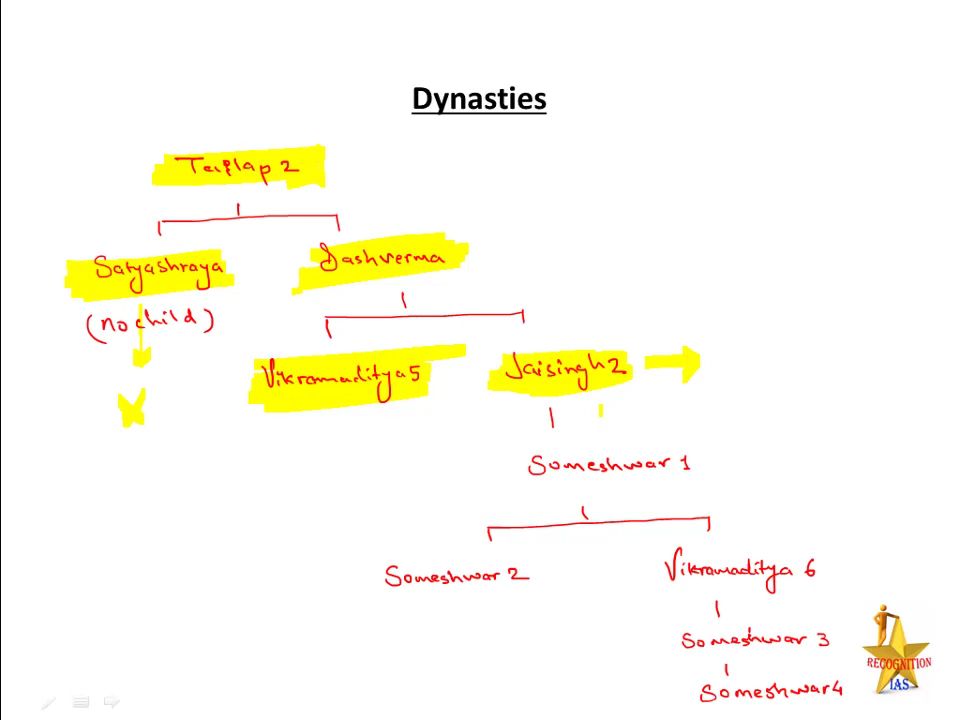 Dynasties
Tailap 2
Satyashraya
Dashverma
(no child)
Vikramaditya 5
Jaisingh 2
Someshwar 1
Someshwar 2
Vikramaditya 6
Someshwar 3
Someshwar 4
RECOGNITION
IAS